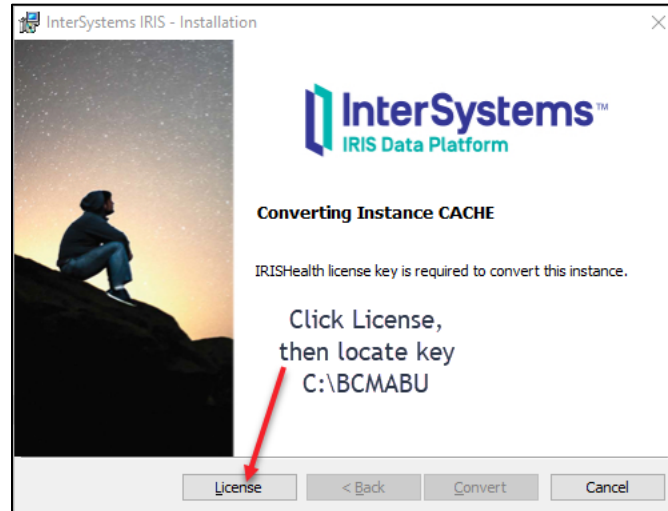 InterSystems IRIS - Installation
InterSystems™
IRIS Data Platform
Converting Instance CACHE
IRISHealth license key is required to convert this instance.
Click License,
then locate key
C:\BCMABU
License < Back Convert Cancel